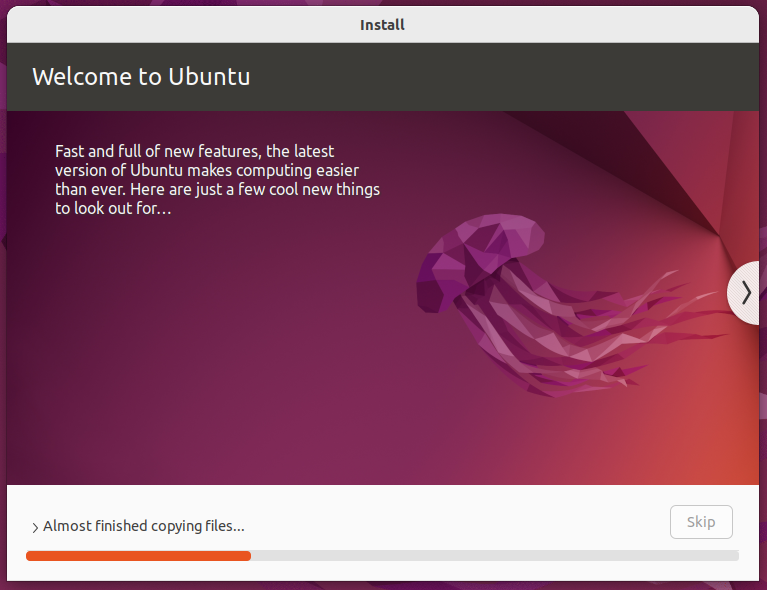 Install
Welcome to Ubuntu
Fast and full of new features, the latest
version of Ubuntu makes computing easier
than ever. Here are just a few cool new things
to look out for…
Almost finished copying files...
Skip